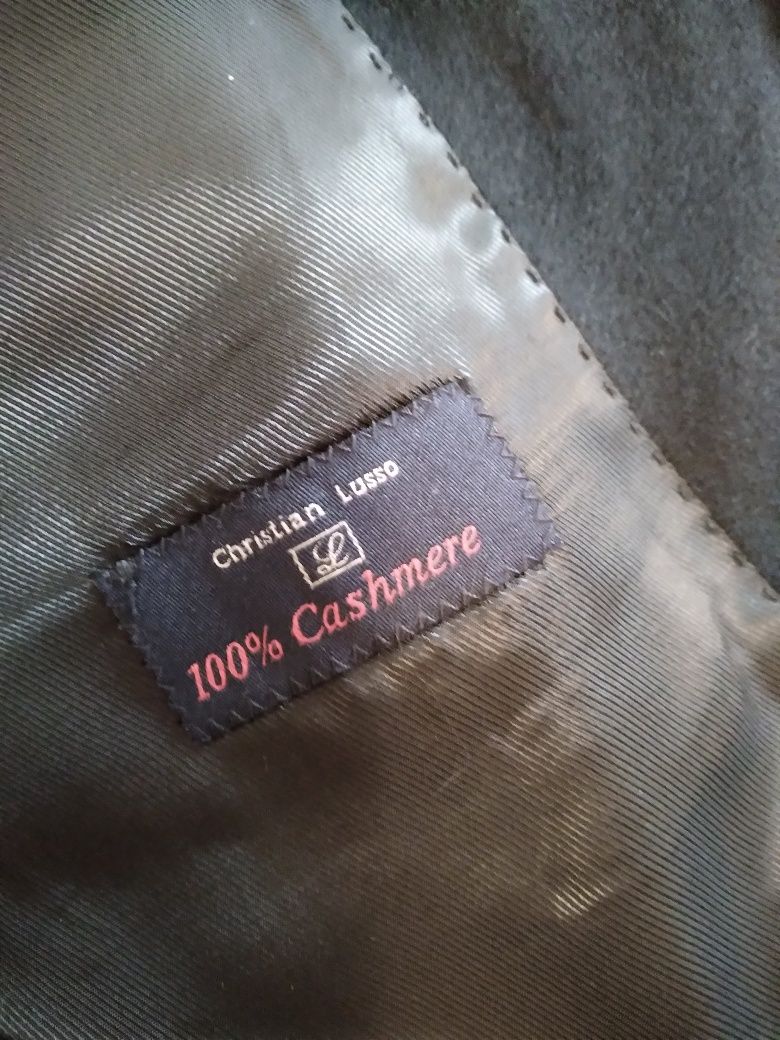 Christian Lusso
L
100% Cashmere